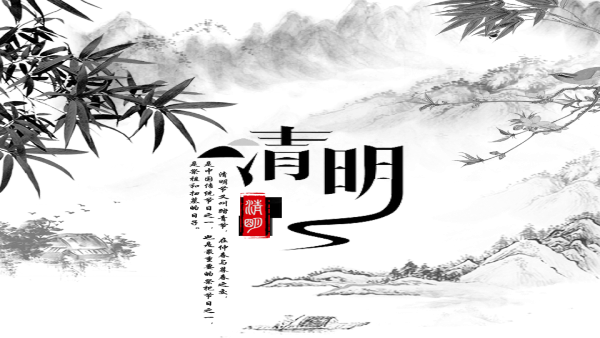 清明
清明
清明节又叫踏青节，在仲春与暮春之交，
是中国传统节日之一，也是最重要的祭祀节日之一，
是祭祖和扫墓的日子。